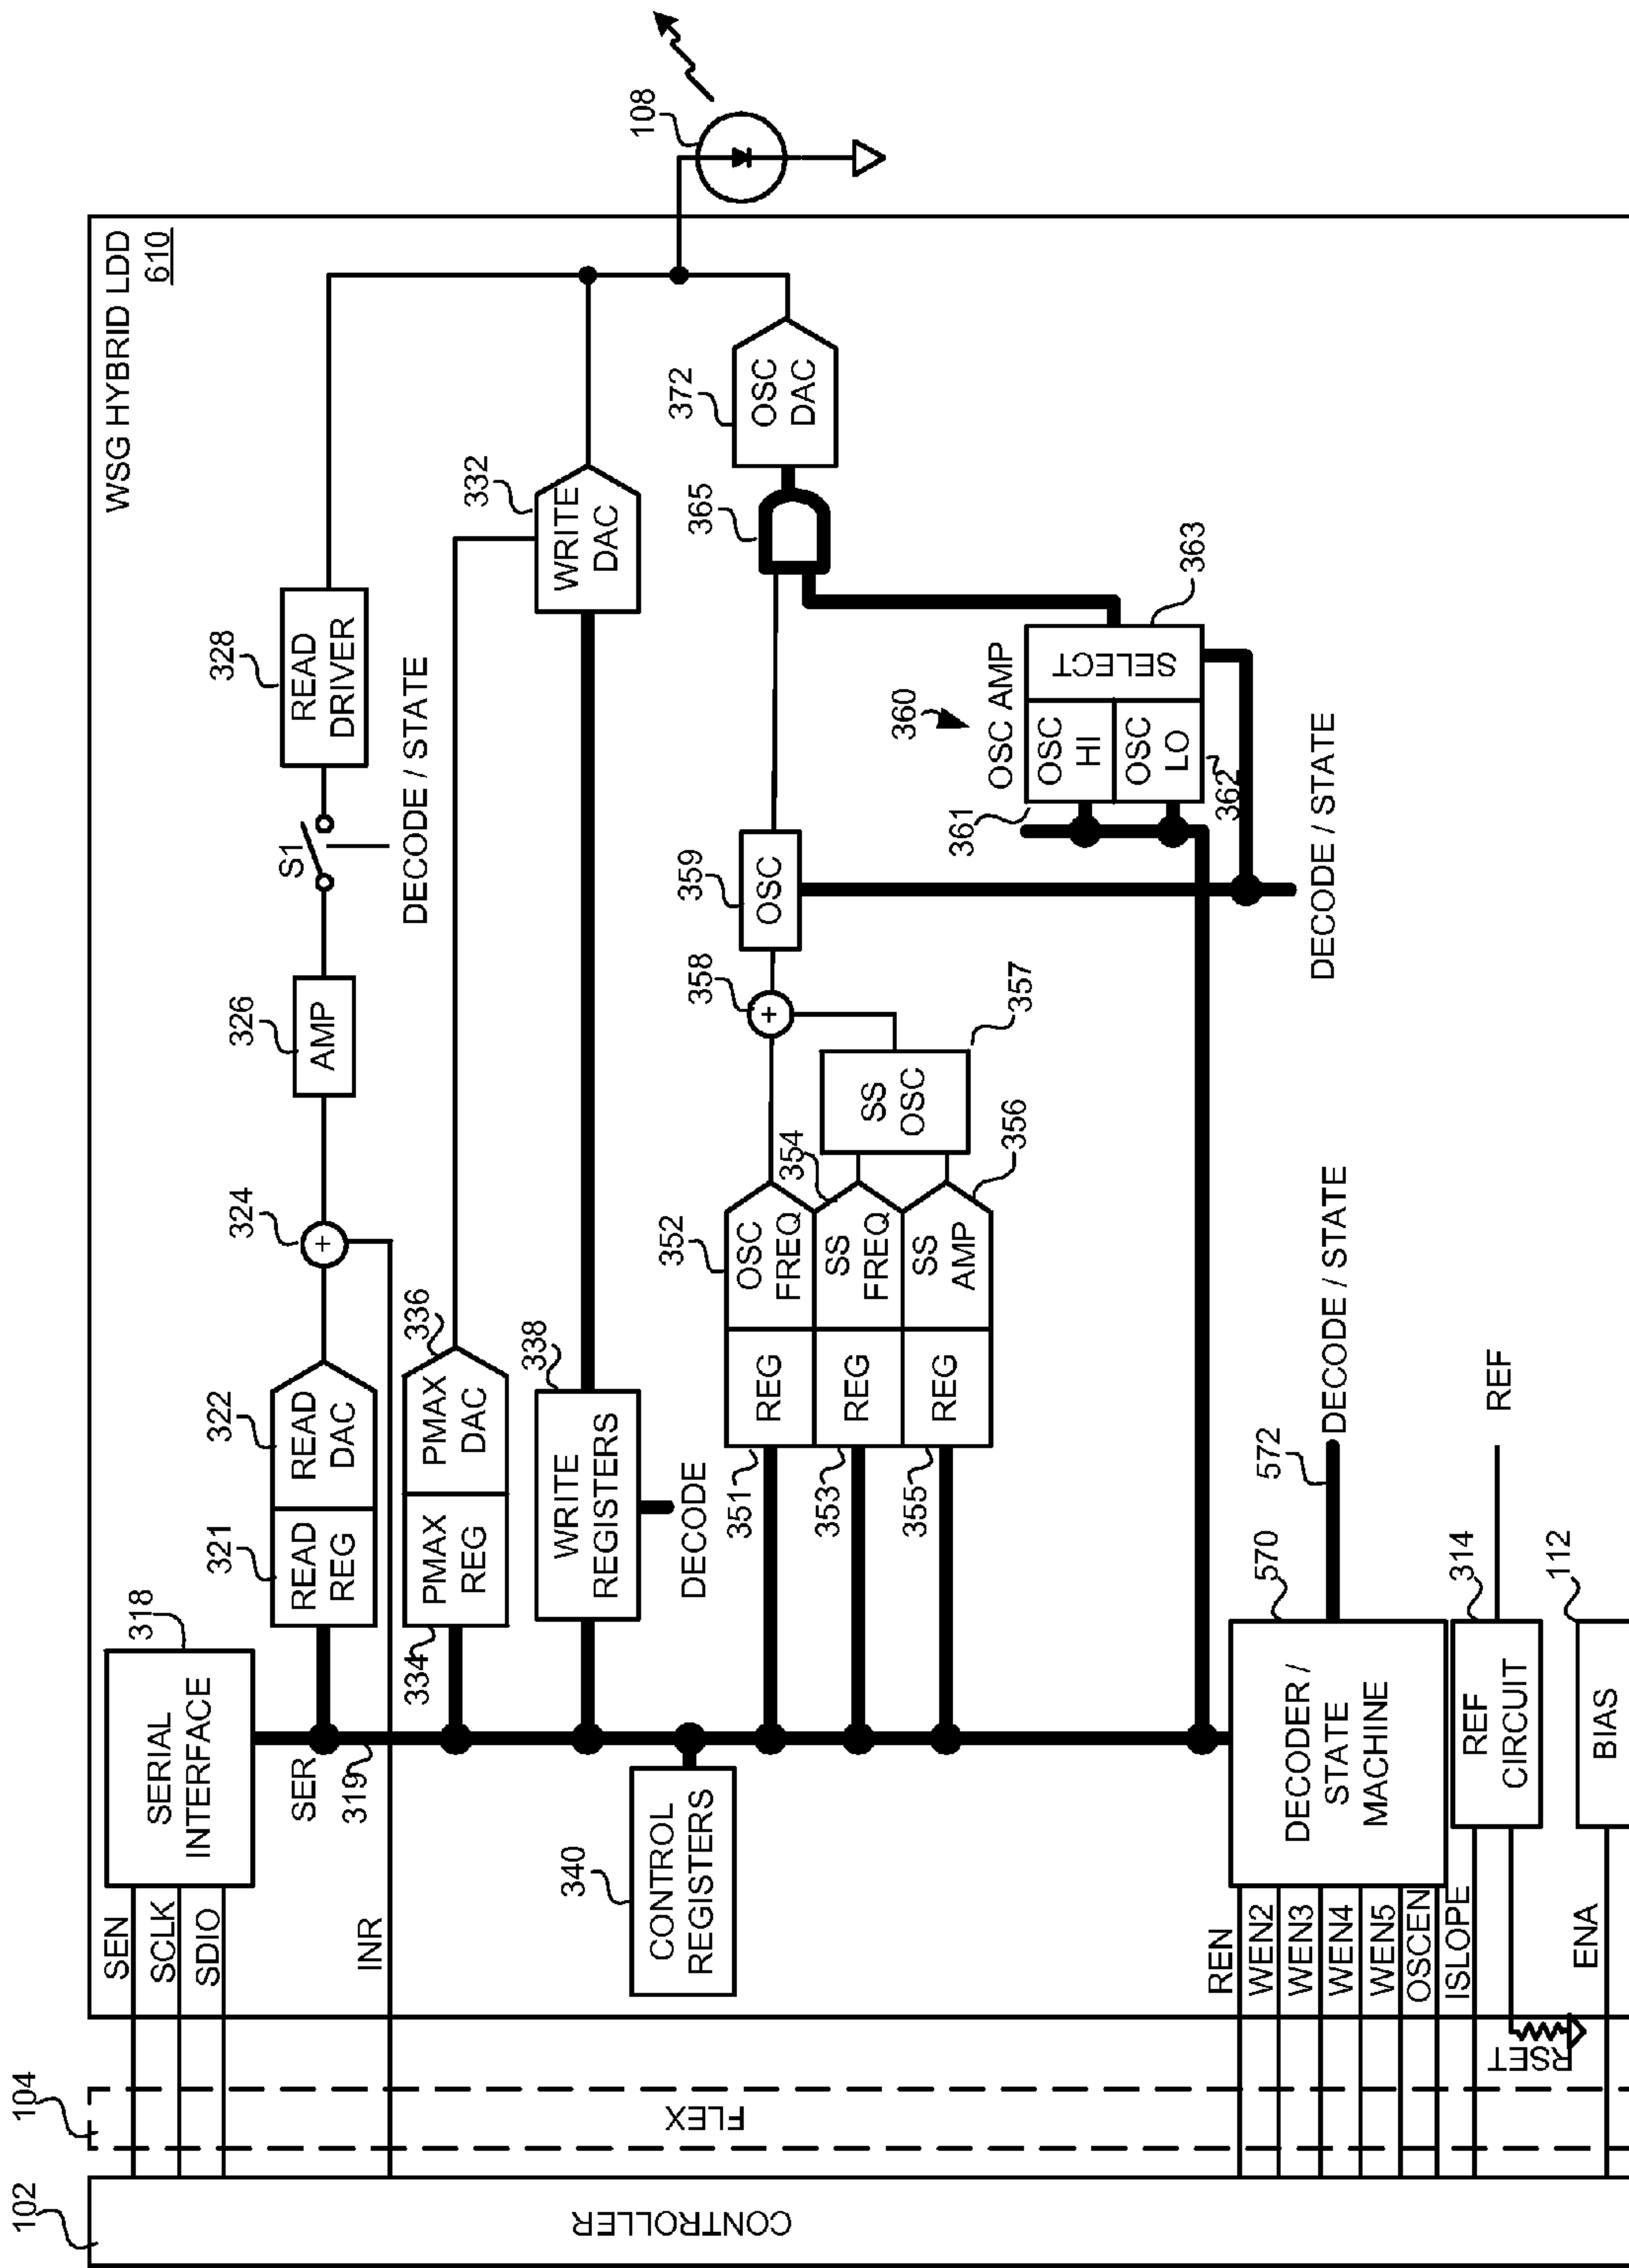 102
104
CONTROLLER
FLEX
WSG HYBRID LDD
610
SEN
SCLK
SDIO
INR
318
SERIAL
INTERFACE
SER
319
321
READ
REG
322
READ
DAC
324
+
326
AMP
S1
DECODE / STATE
328
READ
DRIVER
108
334
PMAX
REG
336
PMAX
DAC
338
WRITE
REGISTERS
DECODE
332
WRITE
DAC
340
CONTROL
REGISTERS
351
REG
352
OSC
FREQ
353
REG
354
SS
FREQ
355
REG
356
SS
AMP
357
SS
OSC
358
+
359
OSC
365
372
OSC
DAC
360
OSC AMP
361
OSC
HI
362
OSC
LO
363
SELECT
DECODE / STATE
REN
WEN2
WEN3
WEN4
WEN5
OSCEN
ISLOPE
570
DECODER /
STATE
MACHINE
572
DECODE / STATE
RSET
314
REF
CIRCUIT
REF
ENA
112
BIAS